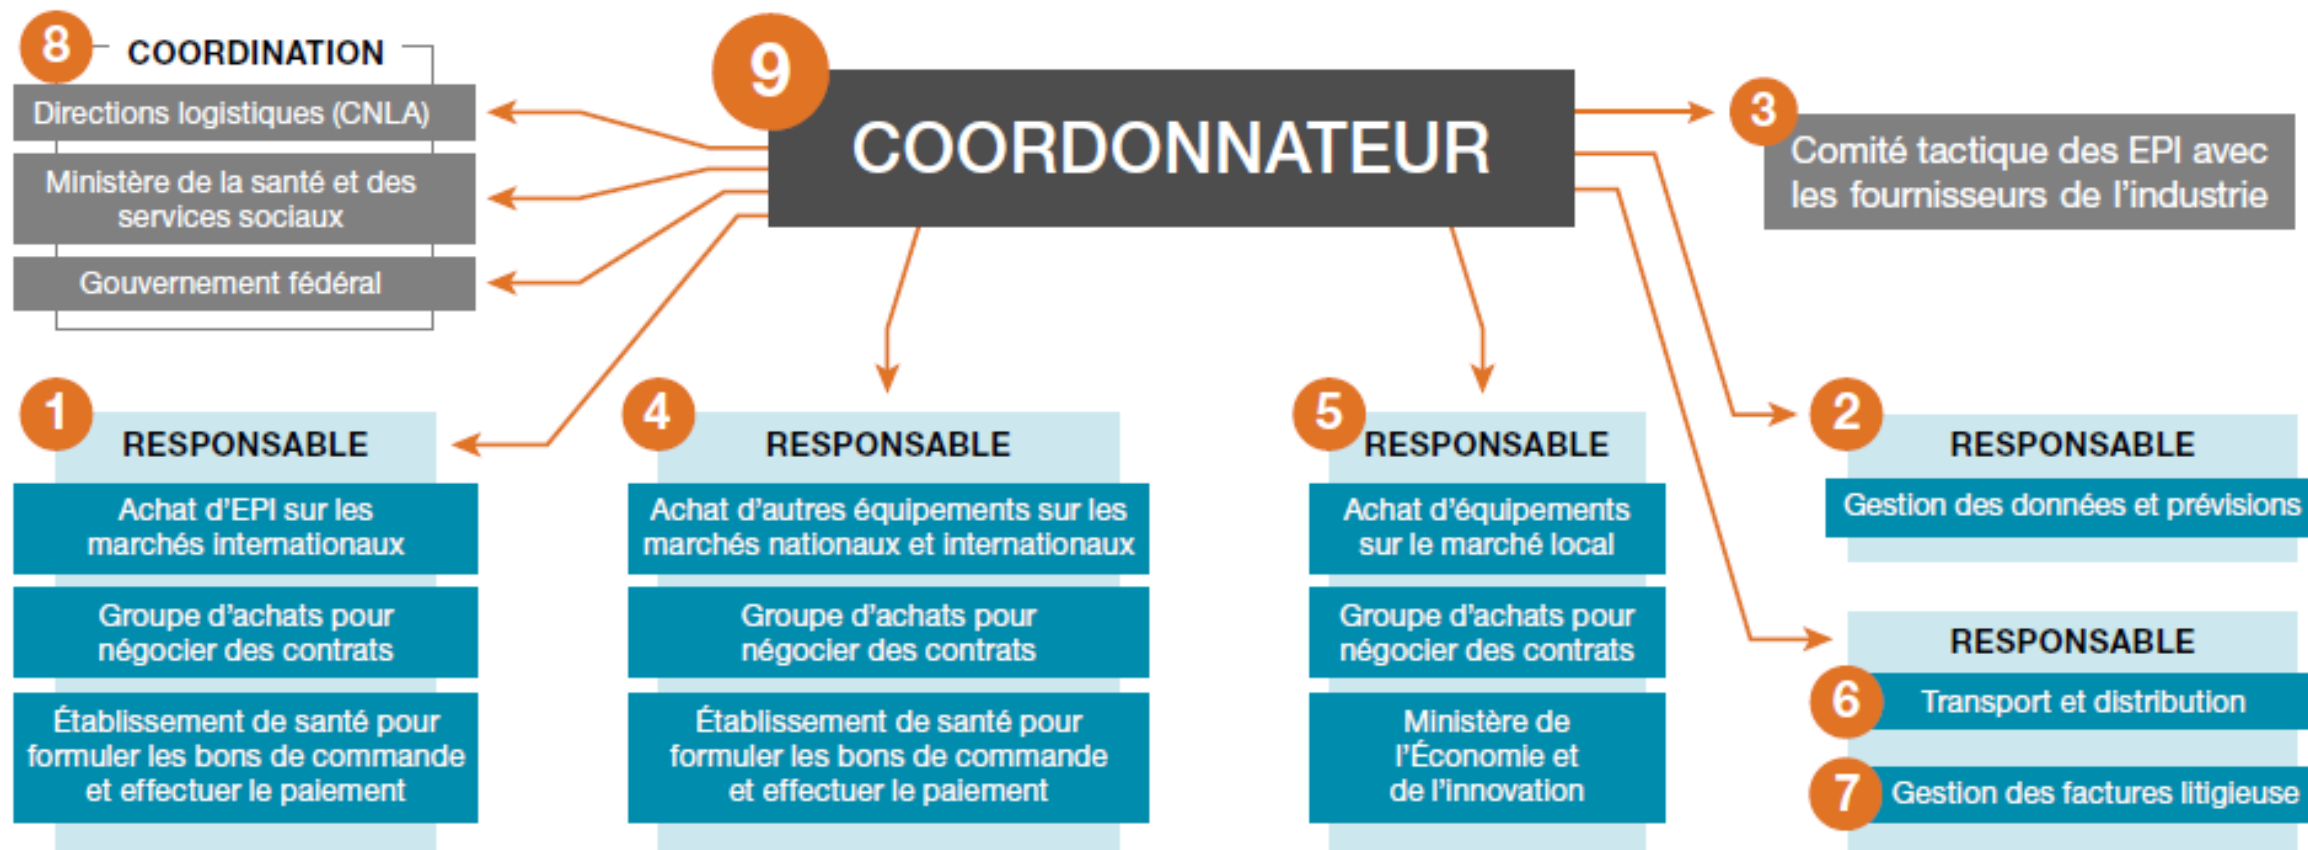 8
COORDINATION
Directions logistiques (CNLA)
Ministère de la santé et des
services sociaux
Gouvernement fédéral
9
COORDONNATEUR
3
Comité tactique des EPI avec
les fournisseurs de l'industrie
1
RESPONSABLE
Achat d'EPI sur les
marchés internationaux
Groupe d'achats pour
négocier des contrats
Établissement de santé pour
formuler les bons de commande
et effectuer le paiement
4
RESPONSABLE
Achat d'autres équipements sur les
marchés nationaux et internationaux
Groupe d'achats pour
négocier des contrats
Établissement de santé pour
formuler les bons de commande
et effectuer le paiement
5
RESPONSABLE
Achat d'équipements
sur le marché local
Groupe d'achats pour
négocier des contrats
Ministère de
l'Économie et
de l'innovation
2
RESPONSABLE
Gestion des données et prévisions
RESPONSABLE
6
Transport et distribution
7
Gestion des factures litigieuse